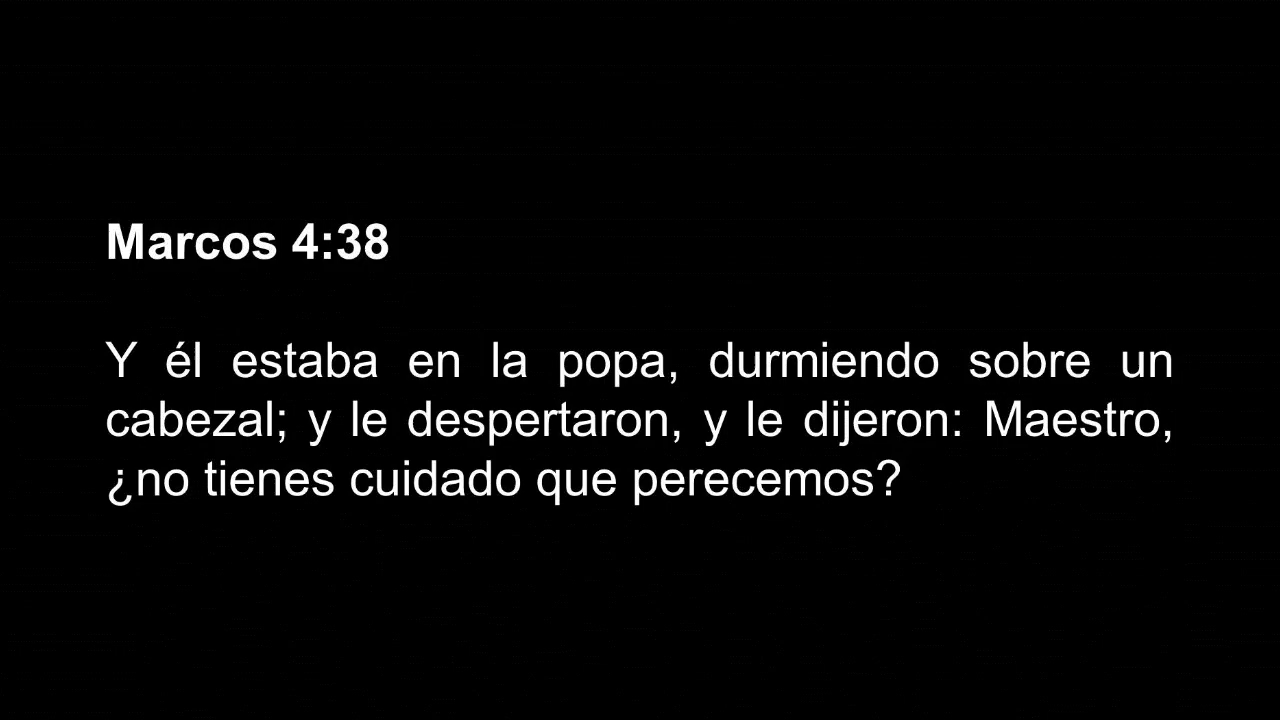 Marcos 4:38
Y él estaba en la popa, durmiendo sobre un
cabezal; y le despertaron, y le dijeron: Maestro,
¿no tienes cuidado que perecemos?